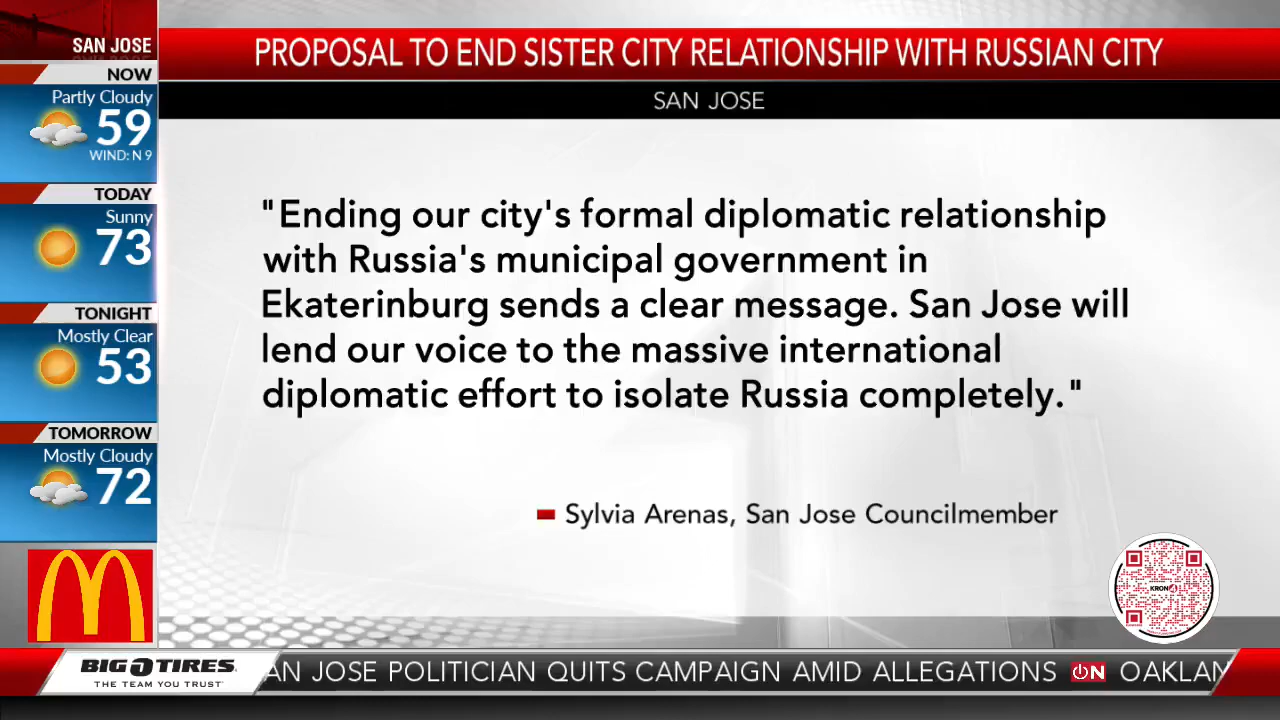 SAN JOSE
NOW
Partly Cloudy
59
WIND: N 9
TODAY
Sunny
73
TONIGHT
Mostly Clear
53
TOMORROW
Mostly Cloudy
72
PROPOSAL TO END SISTER CITY RELATIONSHIP WITH RUSSIAN CITY
SAN JOSE
"Ending our city's formal diplomatic relationship
with Russia's municipal government in
Ekaterinburg sends a clear message. San Jose will
lend our voice to the massive international
diplomatic effort to isolate Russia completely."
Sylvia Arenas, San Jose Councilmember
KRON4
BIG O TIRES
THE TEAM YOU TRUST
AN JOSE POLITICIAN QUITS CAMPAIGN AMID ALLEGATIONS ON OAKLAN